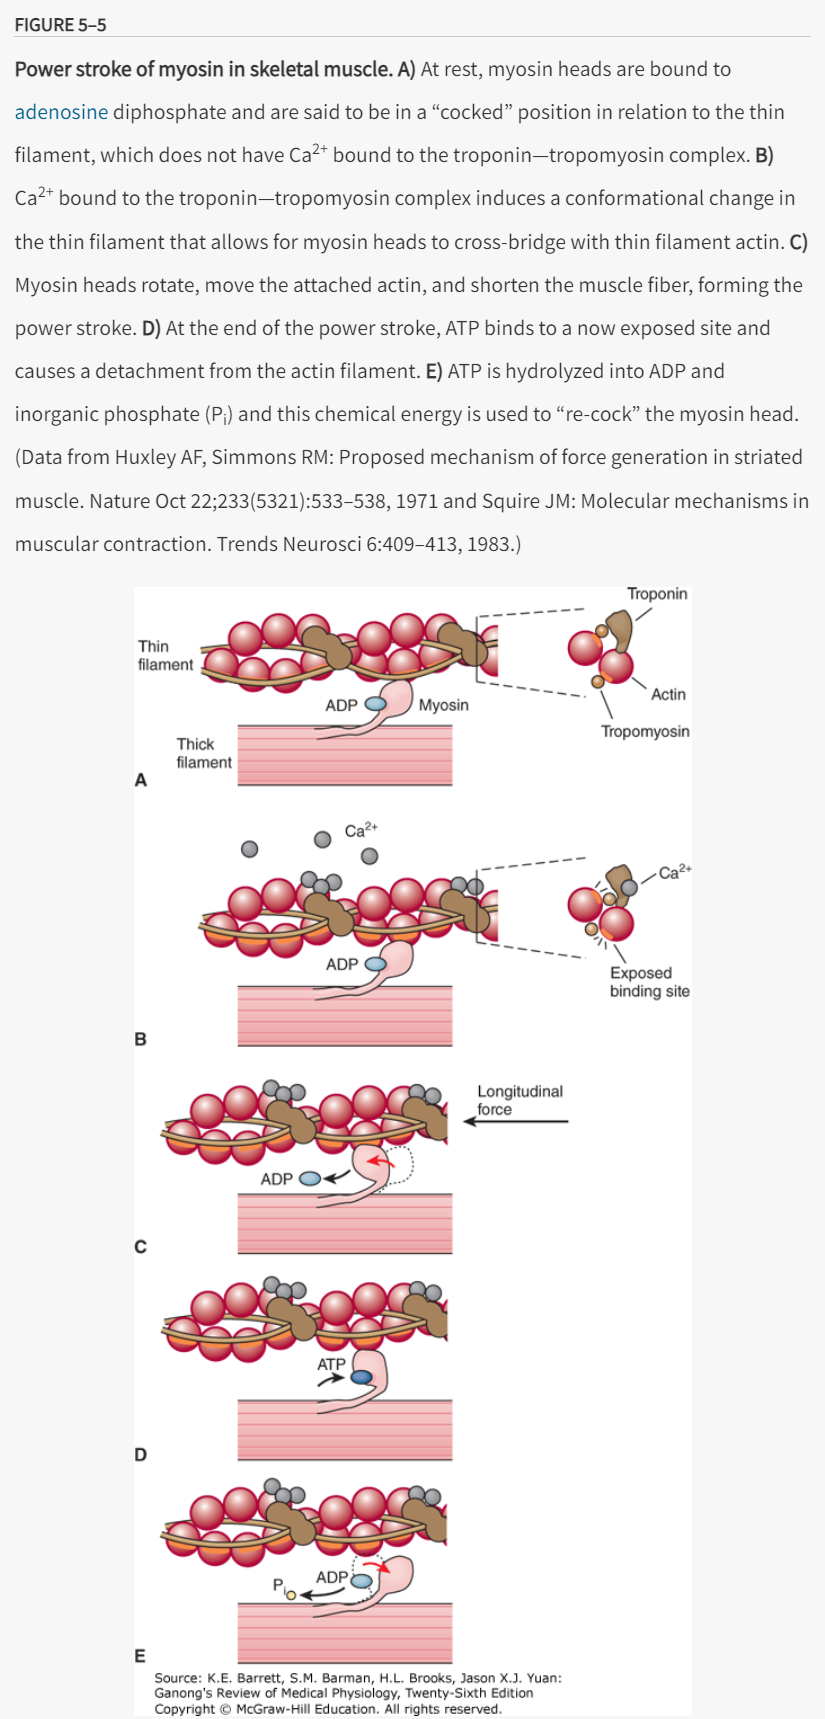 FIGURE 5–5
Power stroke of myosin in skeletal muscle. A) At rest, myosin heads are bound to
adenosine diphosphate and are said to be in a “cocked” position in relation to the thin
filament, which does not have Ca²⁺ bound to the troponin—tropomyosin complex. B)
Ca²⁺ bound to the troponin—tropomyosin complex induces a conformational change in
the thin filament that allows for myosin heads to cross-bridge with thin filament actin. C)
Myosin heads rotate, move the attached actin, and shorten the muscle fiber, forming the
power stroke. D) At the end of the power stroke, ATP binds to a now exposed site and
causes a detachment from the actin filament. E) ATP is hydrolyzed into ADP and
inorganic phosphate (Pᵢ) and this chemical energy is used to “re-cock” the myosin head.
(Data from Huxley AF, Simmons RM: Proposed mechanism of force generation in striated
muscle. Nature Oct 22;233(5321):533–538, 1971 and Squire JM: Molecular mechanisms in
muscular contraction. Trends Neurosci 6:409–413, 1983.)
Troponin
Thin
filament
Actin
ADP
Myosin
Tropomyosin
Thick
filament
A
Ca²⁺
Ca²⁺
ADP
Exposed
binding site
B
Longitudinal
force
ADP
C
ATP
D
ADP
Pᵢ
E
Source: K.E. Barrett, S.M. Barman, H.L. Brooks, Jason X.J. Yuan:
Ganong's Review of Medical Physiology, Twenty-Sixth Edition
Copyright © McGraw-Hill Education. All rights reserved.